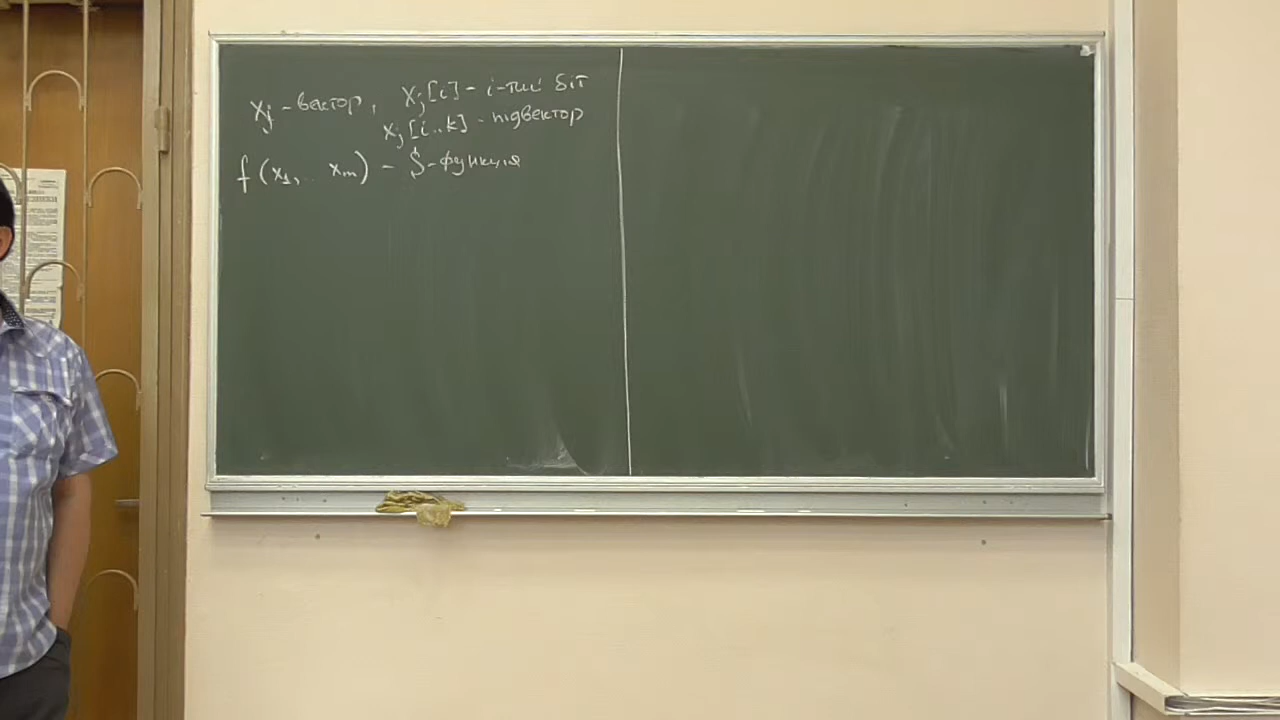 xⱼ - вектор, xⱼ[i] - i-тий біт
xⱼ[i..k] - підвектор
f(x₁, .. xₘ) - S-функція